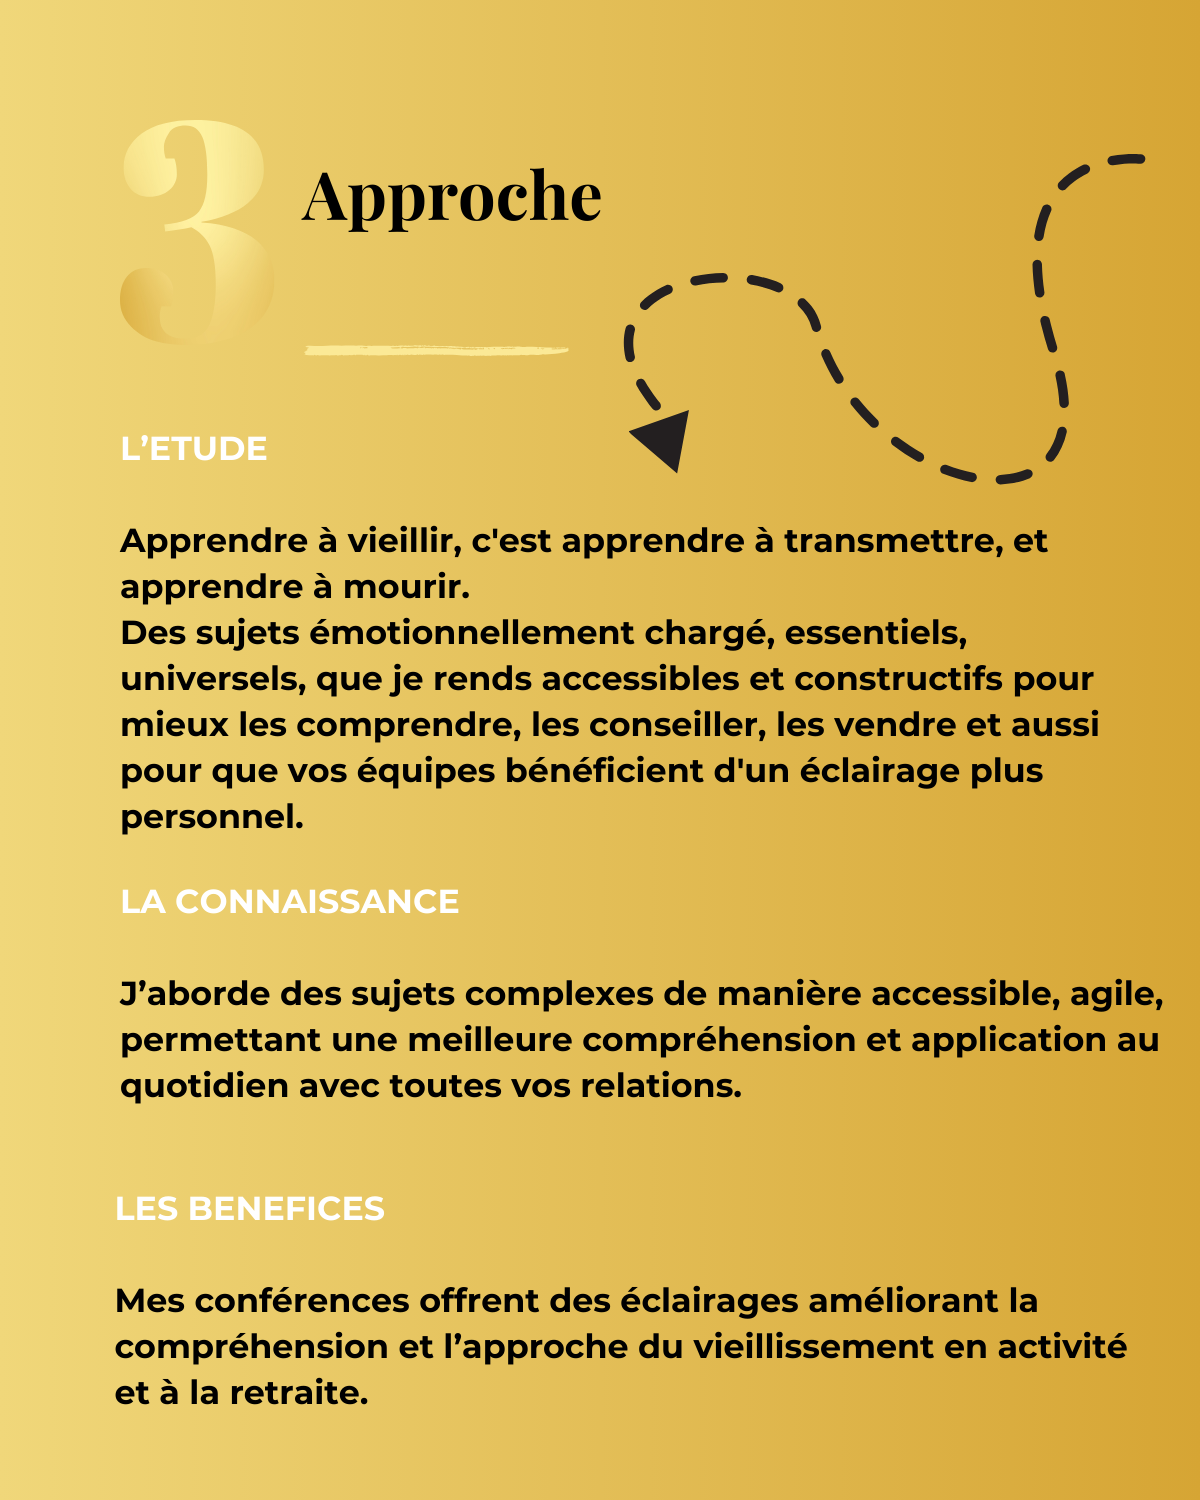 3
Approche
L’ETUDE
Apprendre à vieillir, c'est apprendre à transmettre, et
apprendre à mourir.
Des sujets émotionnellement chargé, essentiels,
universels, que je rends accessibles et constructifs pour
mieux les comprendre, les conseiller, les vendre et aussi
pour que vos équipes bénéficient d'un éclairage plus
personnel.
LA CONNAISSANCE
J’aborde des sujets complexes de manière accessible, agile,
permettant une meilleure compréhension et application au
quotidien avec toutes vos relations.
LES BENEFICES
Mes conférences offrent des éclairages améliorant la
compréhension et l’approche du vieillissement en activité
et à la retraite.